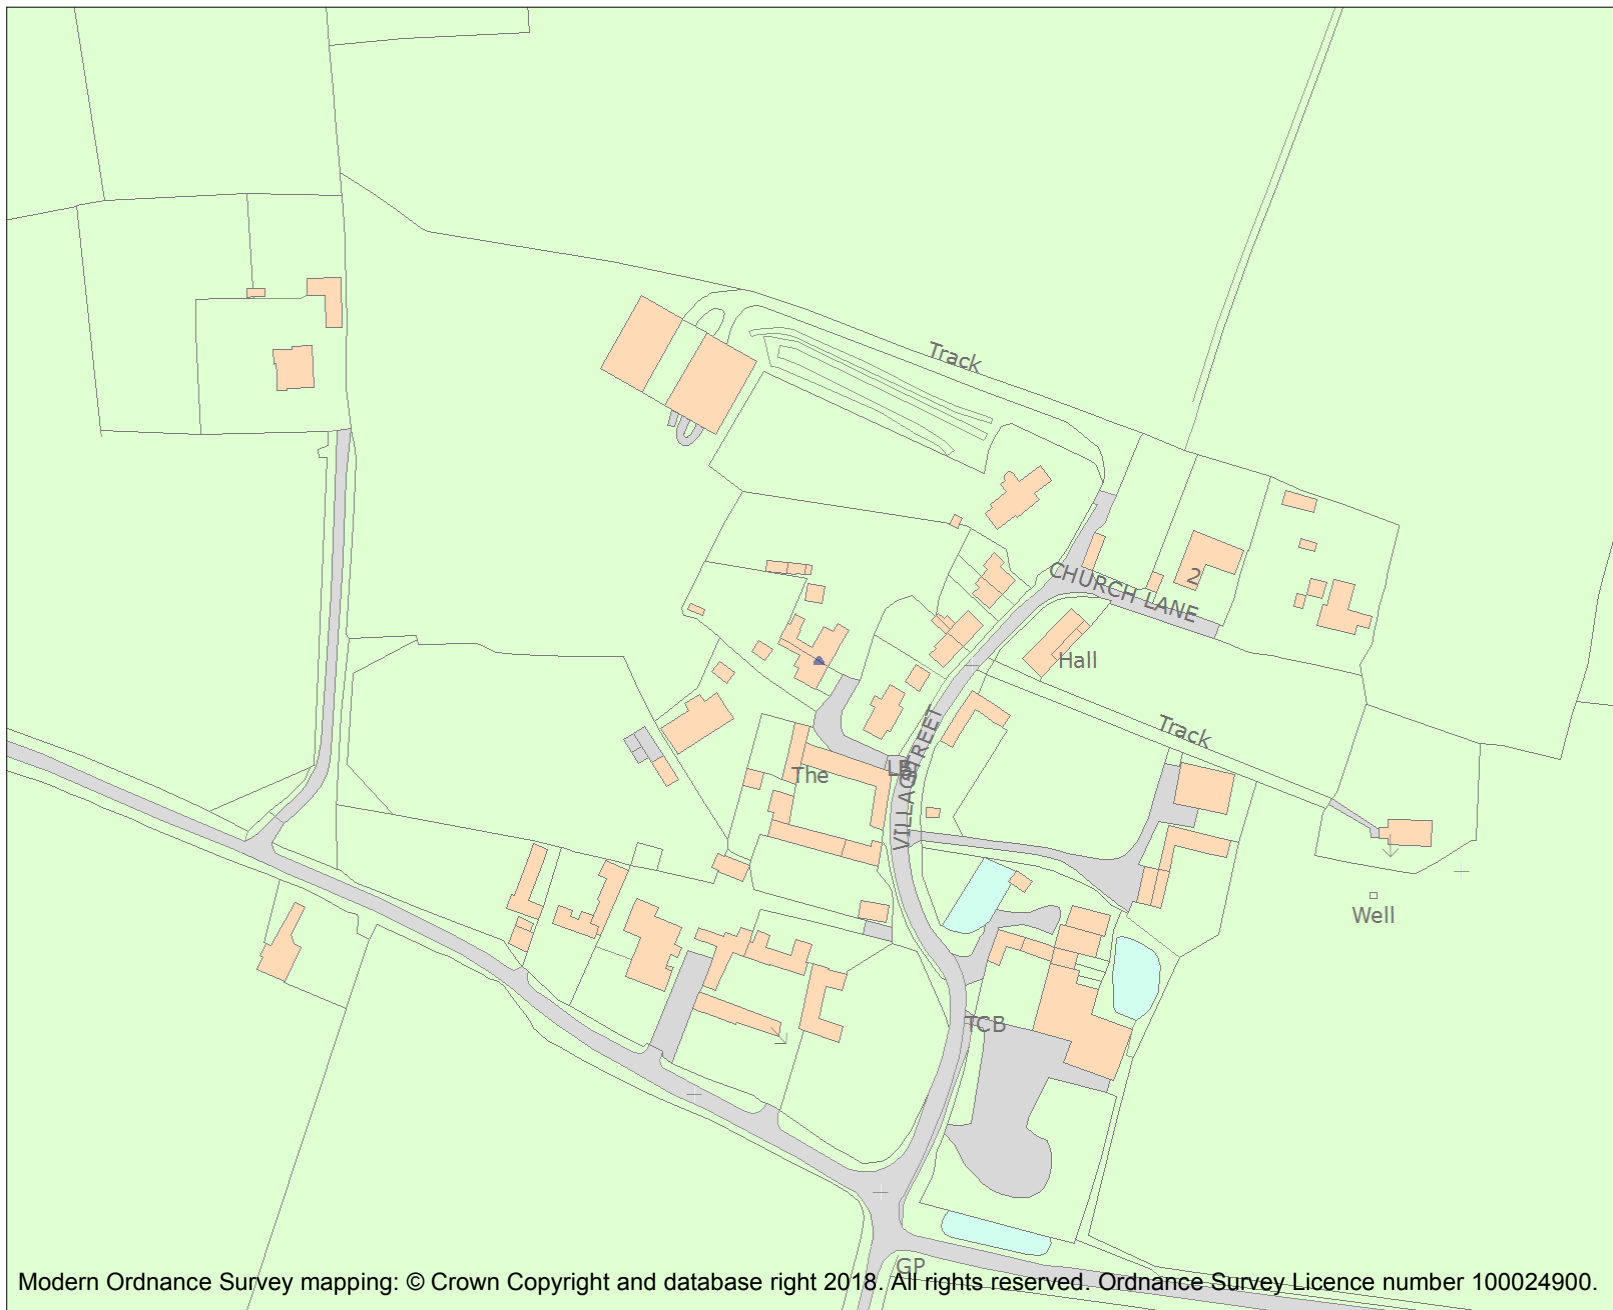 Track
CHURCH LANE
2
Hall
Track
VILLAGE STREET
The
LB
Well
TCB
GP
Modern Ordnance Survey mapping: © Crown Copyright and database right 2018. All rights reserved. Ordnance Survey Licence number 100024900.